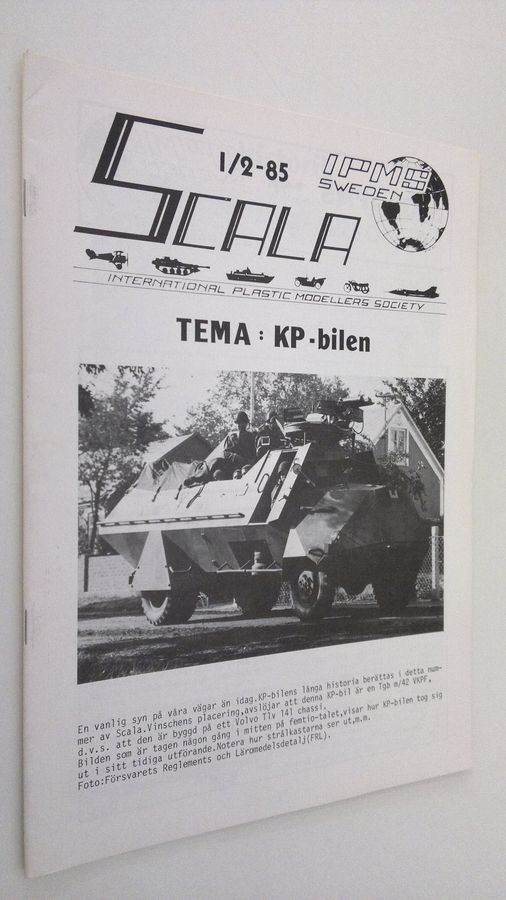 1/2-85
IPMS
SWEDEN
SCALA
INTERNATIONAL PLASTIC MODELLERS SOCIETY
TEMA : KP-bilen
En vanlig syn på våra vägar än idag.KP-bilens långa historia berättas i detta num-
mer av Scala.Vinschens placering,avslöjar att denna KP-bil är en Tgb m/42 VKPF,
d.v.s. att den är byggd på ett Volvo Tlv 141 chassi.
Bilden som är tagen någon gång i mitten på femtio-talet,visar hur KP-bilen tog sig
ut i sitt tidiga utförande.Notera hur strålkastarna ser ut,m.m.
Foto:Försvarets Reglements och Läromedelsdetalj(FRL).